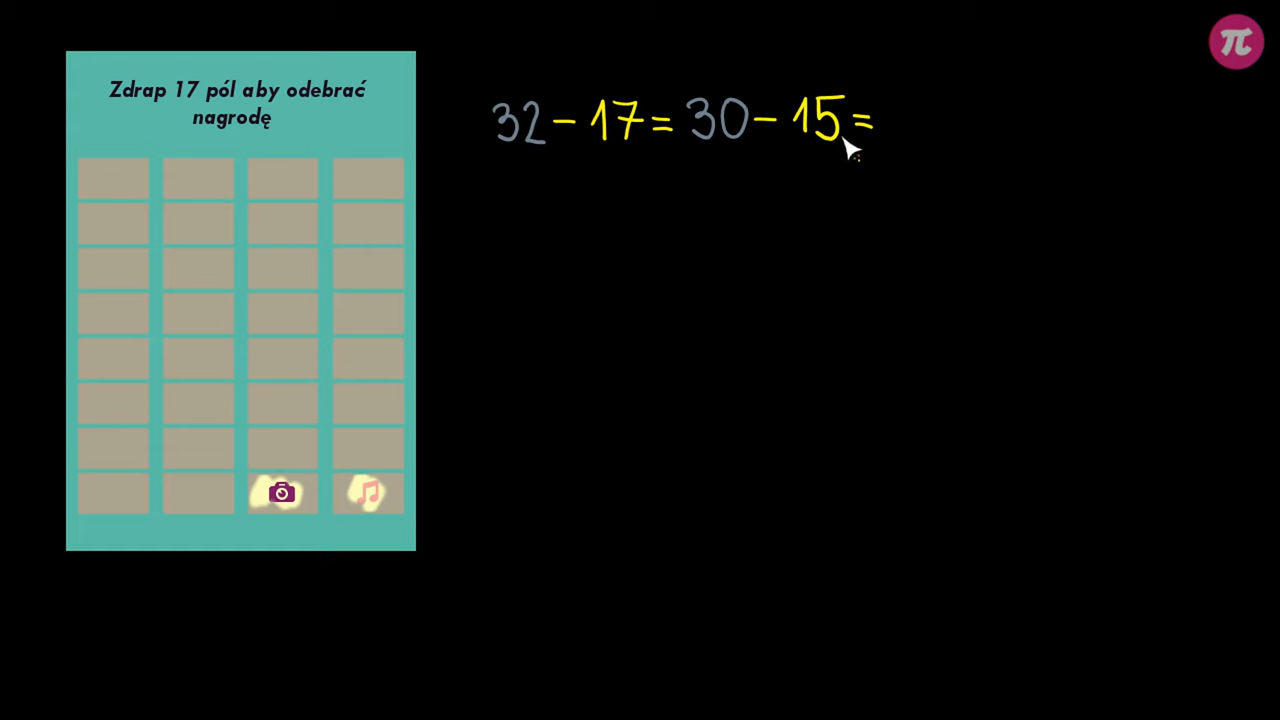 Zdrap 17 pól aby odebrać
nagrodę
32 - 17 = 30 - 15 =
π